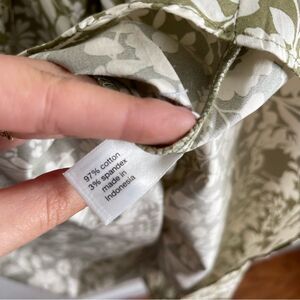 97% cotton
3% spandex
made in
Indonesia